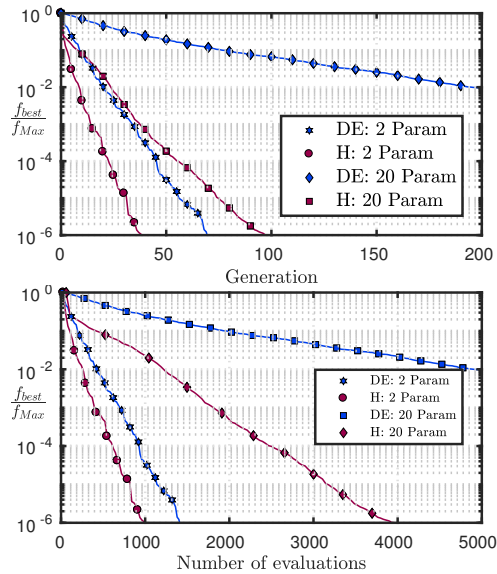 10^0
10^-2
10^-4
10^-6
f_best
f_Max
DE: 2 Param
H: 2 Param
DE: 20 Param
H: 20 Param
0 50 100 150 200
Generation
10^0
10^-2
10^-4
10^-6
f_best
f_Max
DE: 2 Param
H: 2 Param
DE: 20 Param
H: 20 Param
0 1000 2000 3000 4000 5000
Number of evaluations